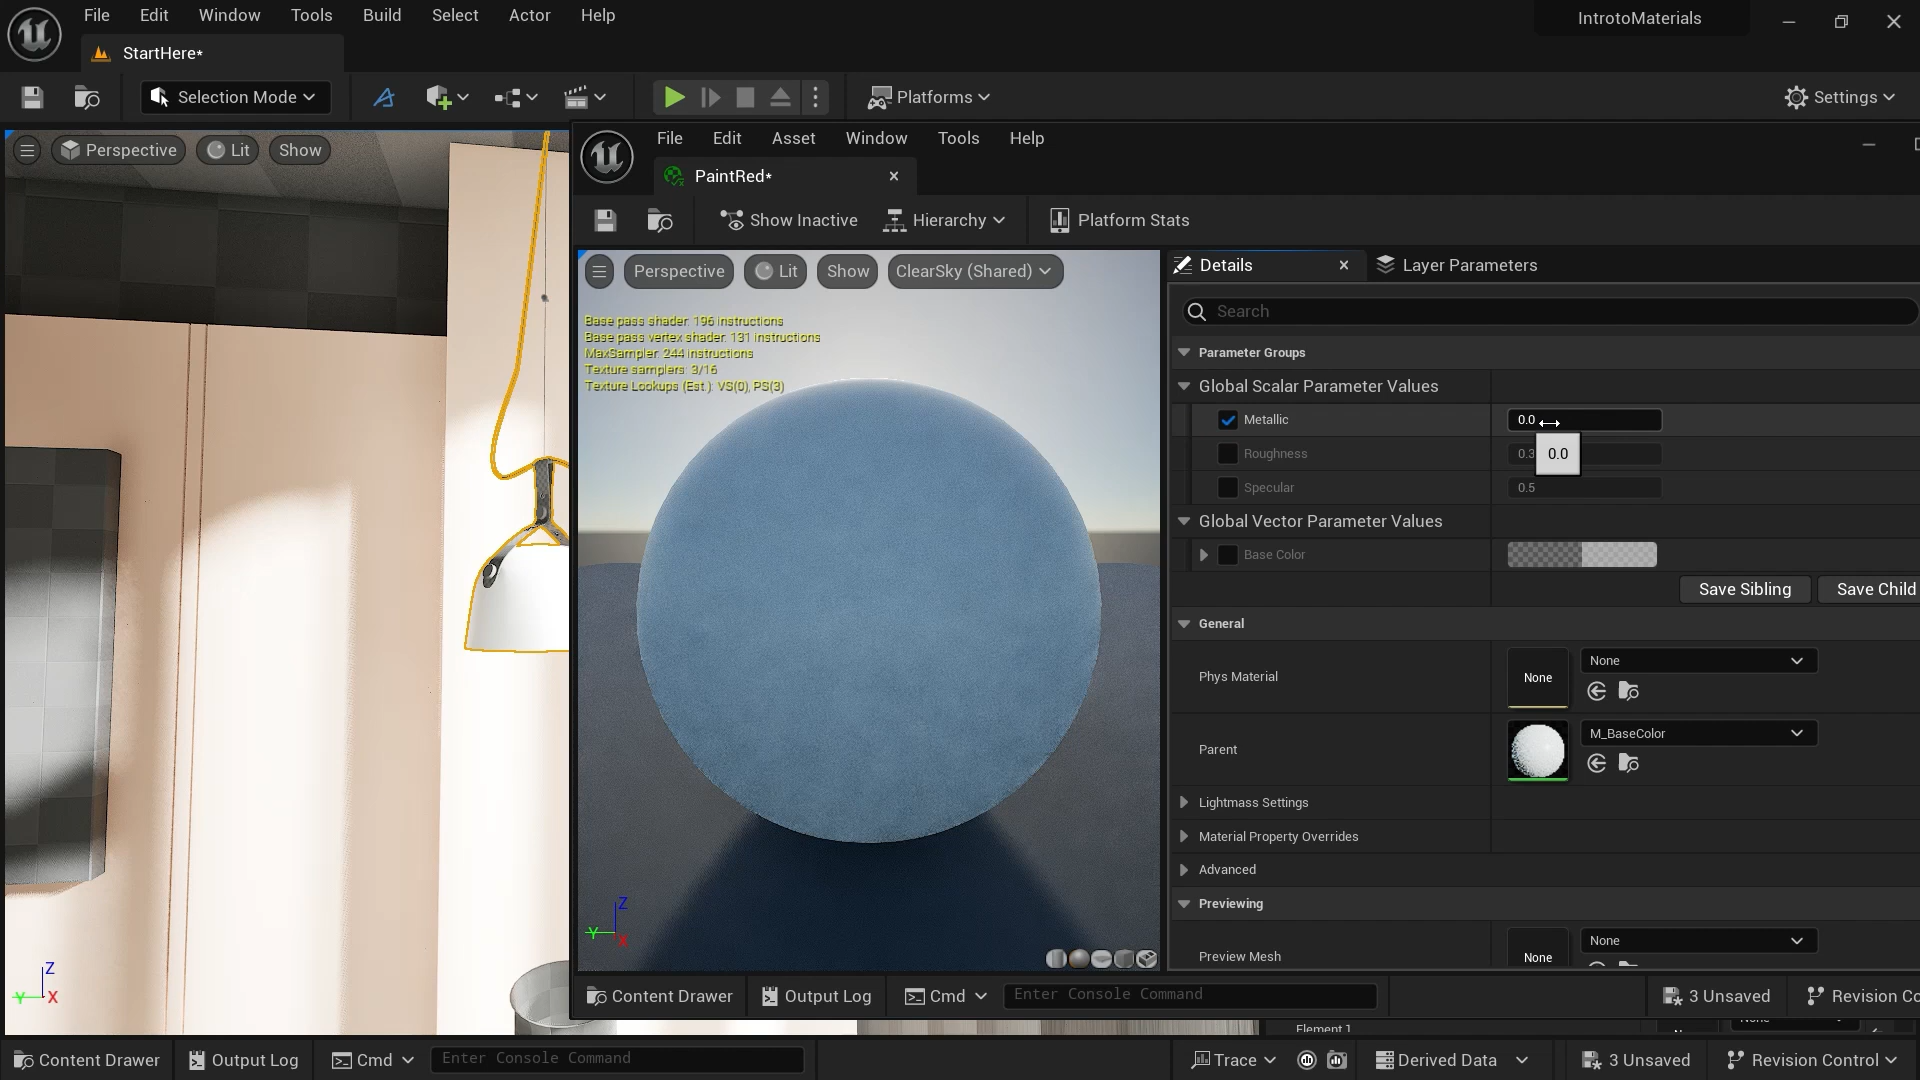 File Edit Window Tools Build Select Actor Help
IntrotoMaterials
StartHere*
Selection Mode
Platforms
Settings
Perspective Lit Show
File Edit Asset Window Tools Help
PaintRed*
Show Inactive Hierarchy Platform Stats
Perspective Lit Show ClearSky (Shared)
Details Layer Parameters
Search
Base pass shader: 196 instructions
Base pass vertex shader: 131 instructions
MaxSampler: 244 instructions
Texture samplers: 3/16
Texture Lookups (Est.): VS(0), PS(3)
Parameter Groups
Global Scalar Parameter Values
Metallic 0.0
Roughness 0.3
0.0
Specular 0.5
Global Vector Parameter Values
Base Color
Save Sibling Save Child
General
Phys Material None None
Parent M_BaseColor
Lightmass Settings
Material Property Overrides
Advanced
Previewing
Preview Mesh None None
Z
Y
X
Z
Y X
Content Drawer Output Log Cmd Enter Console Command
3 Unsaved Revision Co
Element 1
Content Drawer Output Log Cmd Enter Console Command
Trace Derived Data 3 Unsaved Revision Control